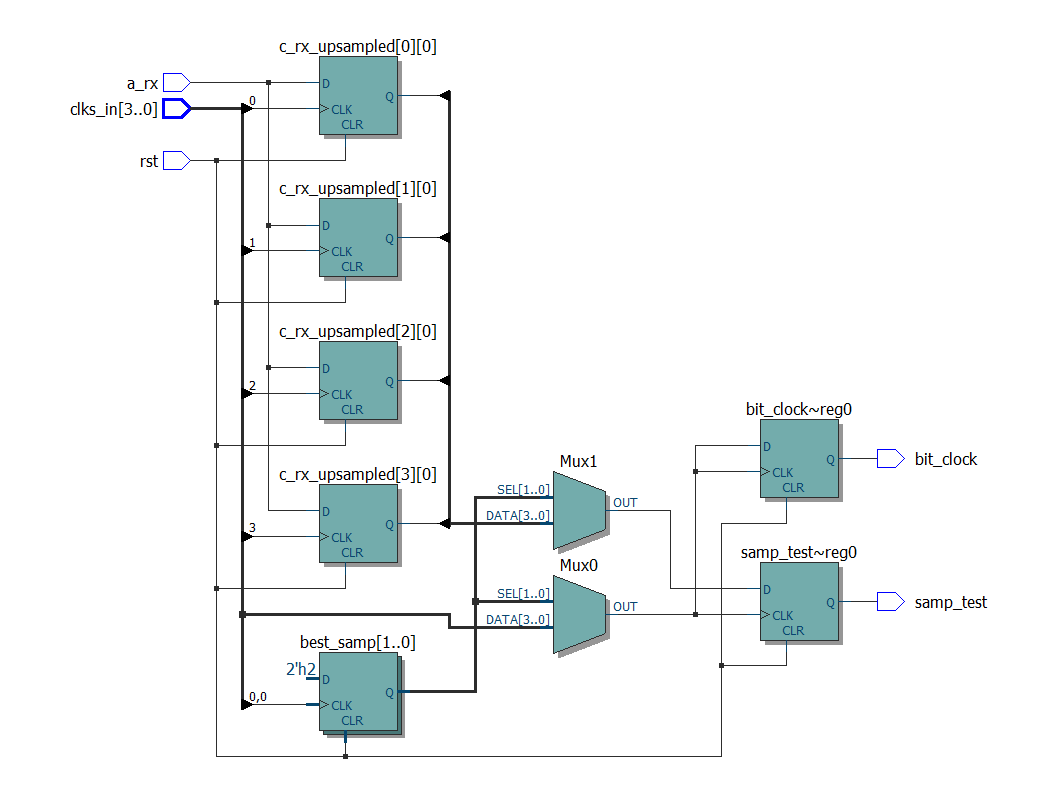 c_rx_upsampled[0][0]
a_rx
D
Q
clks_in[3..0]
0
CLK
CLR
rst
c_rx_upsampled[1][0]
D
Q
1
CLK
CLR
c_rx_upsampled[2][0]
D
Q
2
CLK
CLR
c_rx_upsampled[3][0]
D
Q
3
CLK
CLR
Mux1
SEL[1..0]
OUT
DATA[3..0]
Mux0
SEL[1..0]
OUT
DATA[3..0]
best_samp[1..0]
2'h2
D
Q
0,0
CLK
CLR
bit_clock~reg0
D
Q
bit_clock
CLK
CLR
samp_test~reg0
D
Q
samp_test
CLK
CLR